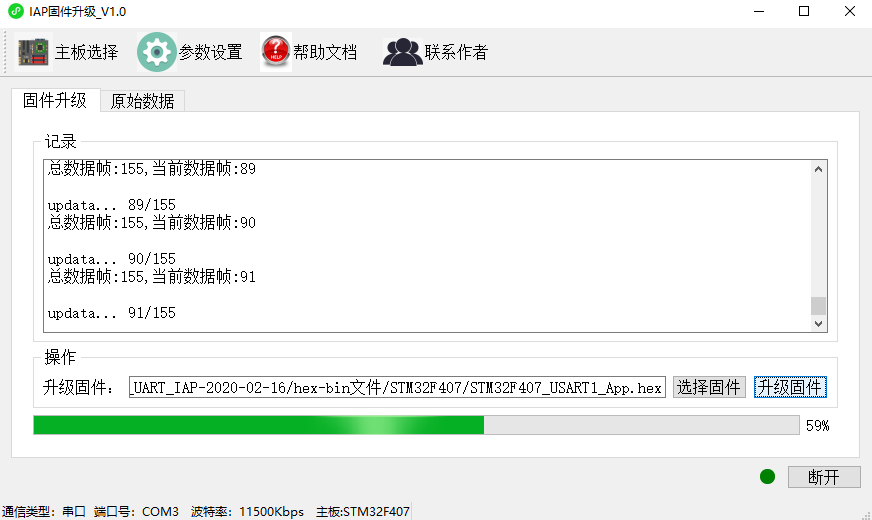 IAP固件升级_V1.0
主板选择 参数设置 帮助文档 联系作者
固件升级 原始数据
记录
总数据帧:155,当前数据帧:89
updata... 89/155
总数据帧:155,当前数据帧:90
updata... 90/155
总数据帧:155,当前数据帧:91
updata... 91/155
操作
升级固件： _UART_IAP-2020-02-16/hex-bin文件/STM32F407/STM32F407_USART1_App.hex 选择固件 升级固件
59%
断开
通信类型：串口 端口号：COM3 波特率：11500Kbps 主板:STM32F407